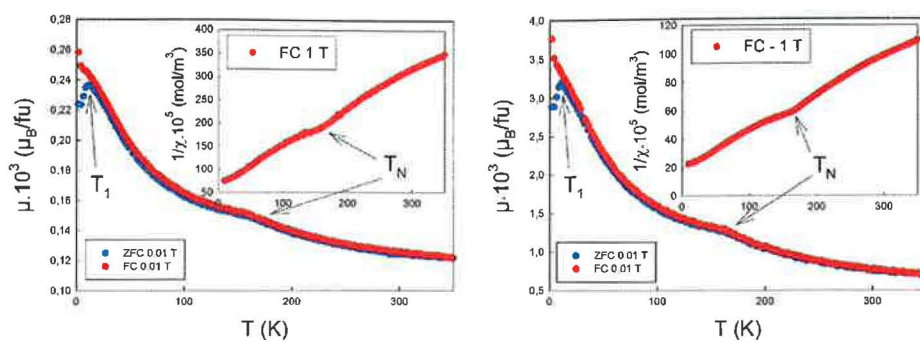 0,28
0,26
0,24
0,22
0,20
0,18
0,16
0,14
0,12
0,10
μ.10³ (μ_B/fu)
0 100 200 300
T (K)
T₁
T_N
ZFC 0.01 T
FC 0.01 T
400
350
300
250
200
150
100
50
1/χ·10⁵ (mol/m³)
0 100 200 300
FC 1 T
4,0
3,5
3,0
2,5
2,0
1,5
1,0
0,5
μ·10³ (μ_B/fu)
0 100 200 300
T (K)
T₁
T_N
ZFC 0.01 T
FC 0.01 T
120
100
80
60
40
20
0
1/χ·10⁵ (mol/m³)
0 100 200 300
FC - 1 T